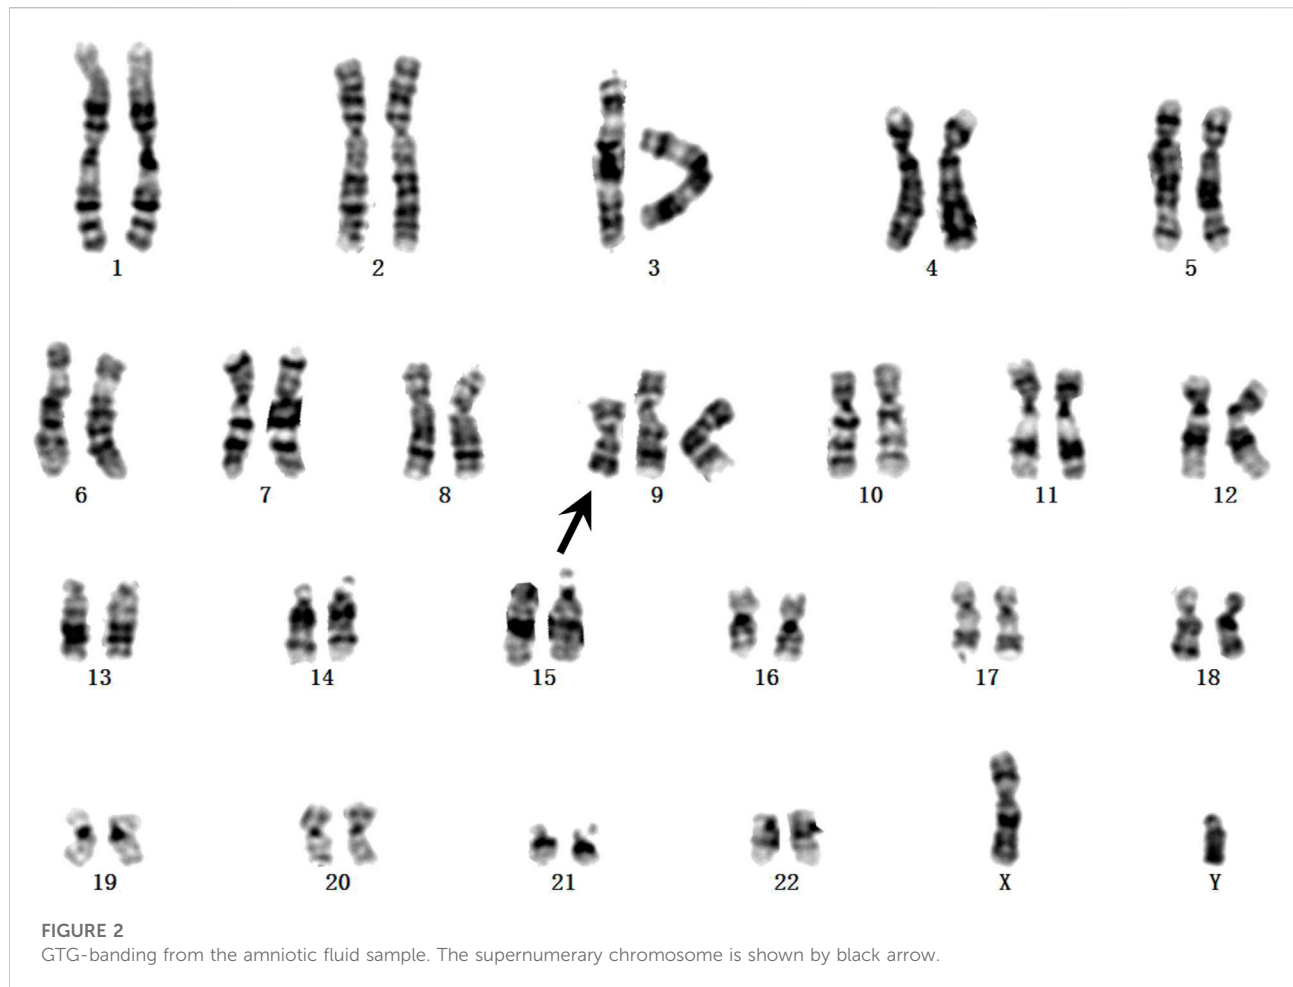 1 2 3 4 5
6 7 8 9 10 11 12
13 14 15 16 17 18
19 20 21 22 X Y
FIGURE 2
GTG-banding from the amniotic fluid sample. The supernumerary chromosome is shown by black arrow.